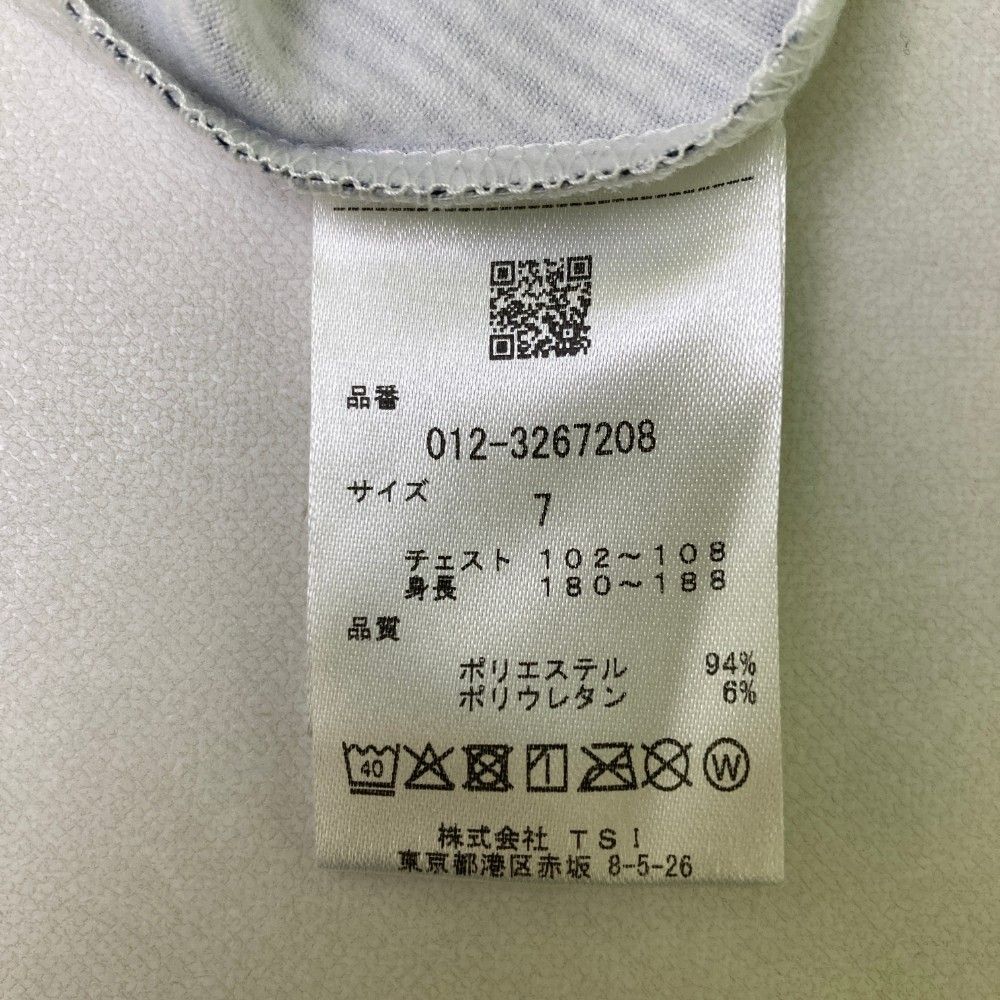 品番
012-3267208
サイズ
7
チェスト 102～108
身長 180～188
品質
ポリエステル 94%
ポリウレタン 6%
40 W
株式会社 TSI
東京都港区赤坂 8-5-26